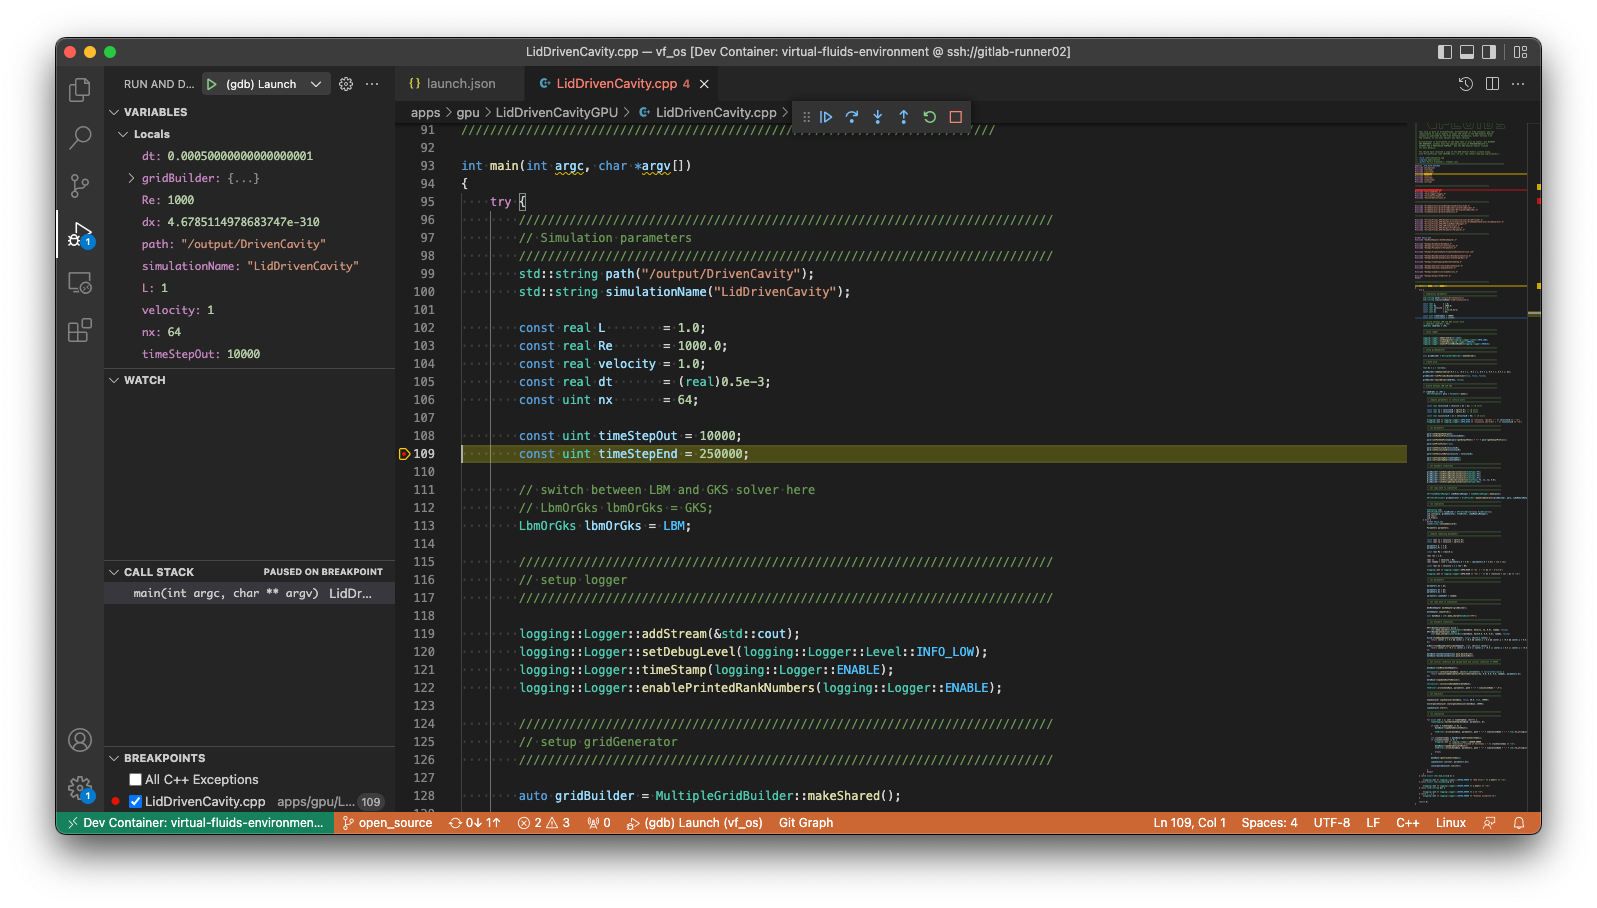 LidDrivenCavity.cpp — vf_os [Dev Container: virtual-fluids-environment @ ssh://gitlab-runner02]
RUN AND D... (gdb) Launch
launch.json
LidDrivenCavity.cpp 4
apps > gpu > LidDrivenCavityGPU > LidDrivenCavity.cpp >
VARIABLES
Locals
dt: 0.00050000000000000001
gridBuilder: {...}
Re: 1000
dx: 4.6785114978683747e-310
path: "/output/DrivenCavity"
simulationName: "LidDrivenCavity"
L: 1
velocity: 1
nx: 64
timeStepOut: 10000
WATCH
CALL STACK PAUSED ON BREAKPOINT
main(int argc, char ** argv) LidDr...
BREAKPOINTS
All C++ Exceptions
LidDrivenCavity.cpp apps/gpu/L... 109
1
1
91 //////////////////////////////////////////////////////////////////////////
92
93 int main(int argc, char *argv[])
94 {
95 try {
96 //////////////////////////////////////////////////////////////////////////
97 // Simulation parameters
98 //////////////////////////////////////////////////////////////////////////
99 std::string path("/output/DrivenCavity");
100 std::string simulationName("LidDrivenCavity");
101
102 const real L = 1.0;
103 const real Re = 1000.0;
104 const real velocity = 1.0;
105 const real dt = (real)0.5e-3;
106 const uint nx = 64;
107
108 const uint timeStepOut = 10000;
109 const uint timeStepEnd = 250000;
110
111 // switch between LBM and GKS solver here
112 // LbmOrGks lbmOrGks = GKS;
113 LbmOrGks lbmOrGks = LBM;
114
115 //////////////////////////////////////////////////////////////////////////
116 // setup logger
117 //////////////////////////////////////////////////////////////////////////
118
119 logging::Logger::addStream(&std::cout);
120 logging::Logger::setDebugLevel(logging::Logger::Level::INFO_LOW);
121 logging::Logger::timeStamp(logging::Logger::ENABLE);
122 logging::Logger::enablePrintedRankNumbers(logging::Logger::ENABLE);
123
124 //////////////////////////////////////////////////////////////////////////
125 // setup gridGenerator
126 //////////////////////////////////////////////////////////////////////////
127
128 auto gridBuilder = MultipleGridBuilder::makeShared();
Dev Container: virtual-fluids-environmen... open_source 0↓ 1↑ 2 3 0 (gdb) Launch (vf_os) Git Graph Ln 109, Col 1 Spaces: 4 UTF-8 LF C++ Linux